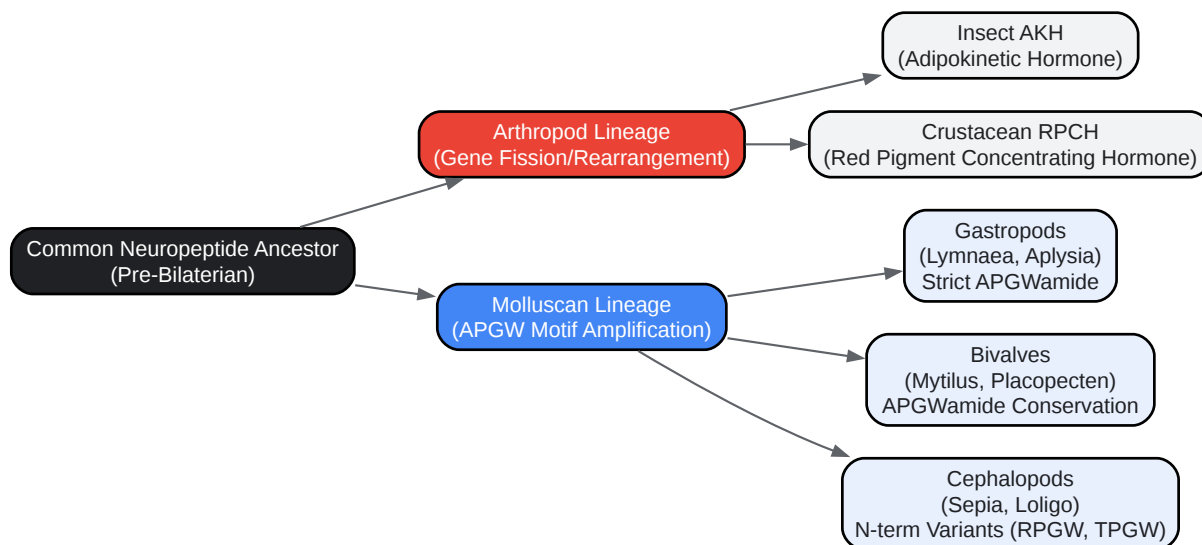 Insect AKH
(Adipokinetic Hormone)
Arthropod Lineage
(Gene Fission/Rearrangement)
Crustacean RPCH
(Red Pigment Concentrating Hormone)
Common Neuropeptide Ancestor
(Pre-Bilaterian)
Gastropods
(Lymnaea, Aplysia)
Strict APGWamide
Molluscan Lineage
(APGW Motif Amplification)
Bivalves
(Mytilus, Placopecten)
APGWamide Conservation
Cephalopods
(Sepia, Loligo)
N-term Variants (RPGW, TPGW)